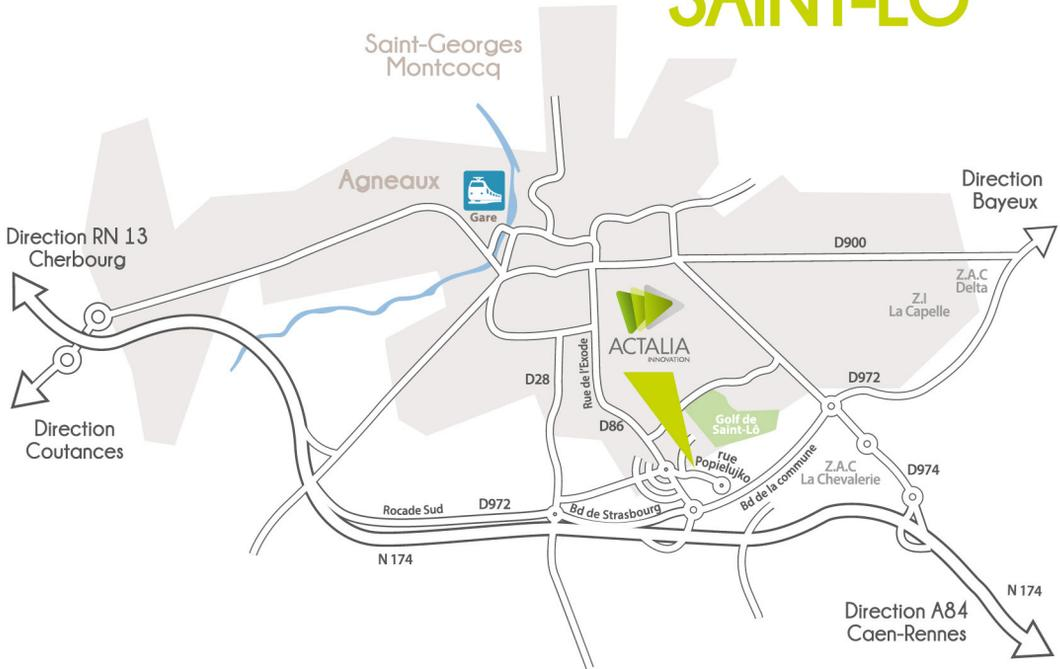 SAINT-LÔ
Saint-Georges
Montcocq
Agneaux
Gare
Direction
Bayeux
Direction RN 13
Cherbourg
D900
Z.A.C
Delta
Z.I
La Capelle
ACTALIA
INNOVATION
Rue de l'Exode
D28
D972
D86
Golf de
Saint-Lô
Direction
Coutances
rue
Popielujko
Z.A.C
La Chevalerie
D974
Bd de la commune
Rocade Sud
D972
Bd de Strasbourg
N 174
N 174
Direction A84
Caen-Rennes